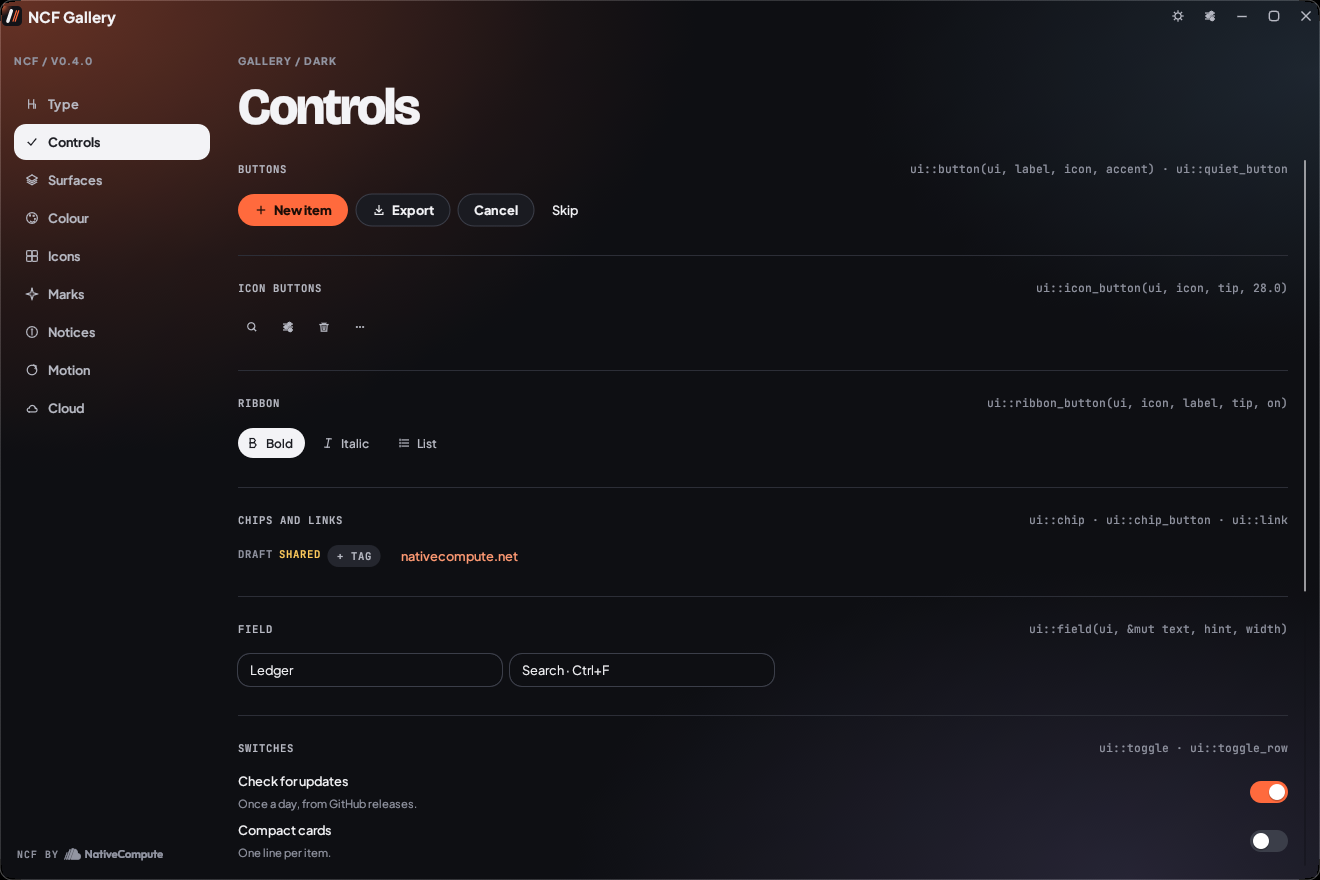 NCF Gallery
NCF / V0.4.0
Type
Controls
Surfaces
Colour
Icons
Marks
Notices
Motion
Cloud
NCF BY NativeCompute
GALLERY / DARK
Controls
BUTTONS ui::button(ui, label, icon, accent) · ui::quiet_button
+ New item Export Cancel Skip
ICON BUTTONS ui::icon_button(ui, icon, tip, 28.0)
RIBBON ui::ribbon_button(ui, icon, label, tip, on)
B Bold I Italic List
CHIPS AND LINKS ui::chip · ui::chip_button · ui::link
DRAFT SHARED + TAG nativecompute.net
FIELD ui::field(ui, &mut text, hint, width)
Ledger Search · Ctrl+F
SWITCHES ui::toggle · ui::toggle_row
Check for updates
Once a day, from GitHub releases.
Compact cards
One line per item.